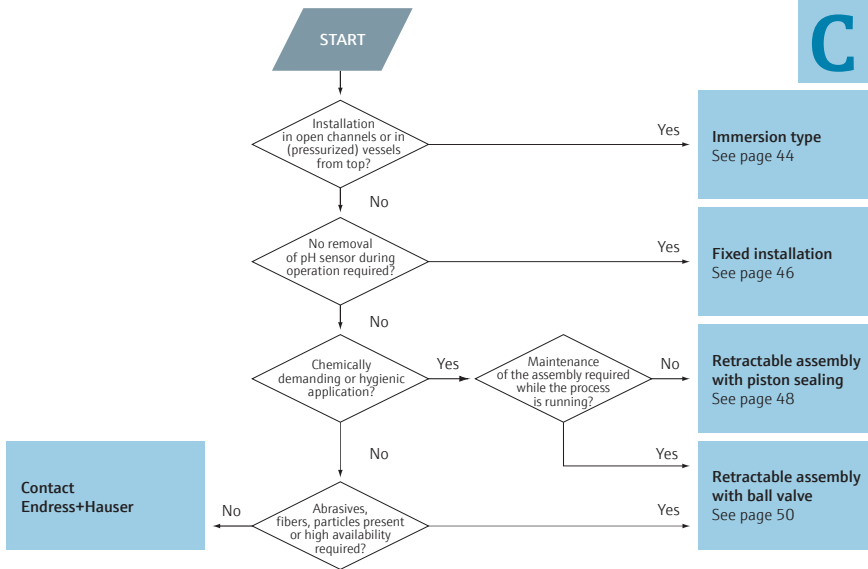 START
C
Installation
in open channels or in
(pressurized) vessels
from top?
Yes
Immersion type
See page 44
No
No removal
of pH sensor during
operation required?
Yes
Fixed installation
See page 46
No
Chemically
demanding or hygienic
application?
Yes
Maintenance
of the assembly required
while the process
is running?
No
Retractable assembly
with piston sealing
See page 48
Yes
No
Contact
Endress+Hauser
No
Abrasives,
fibers, particles present
or high availability
required?
Yes
Retractable assembly
with ball valve
See page 50